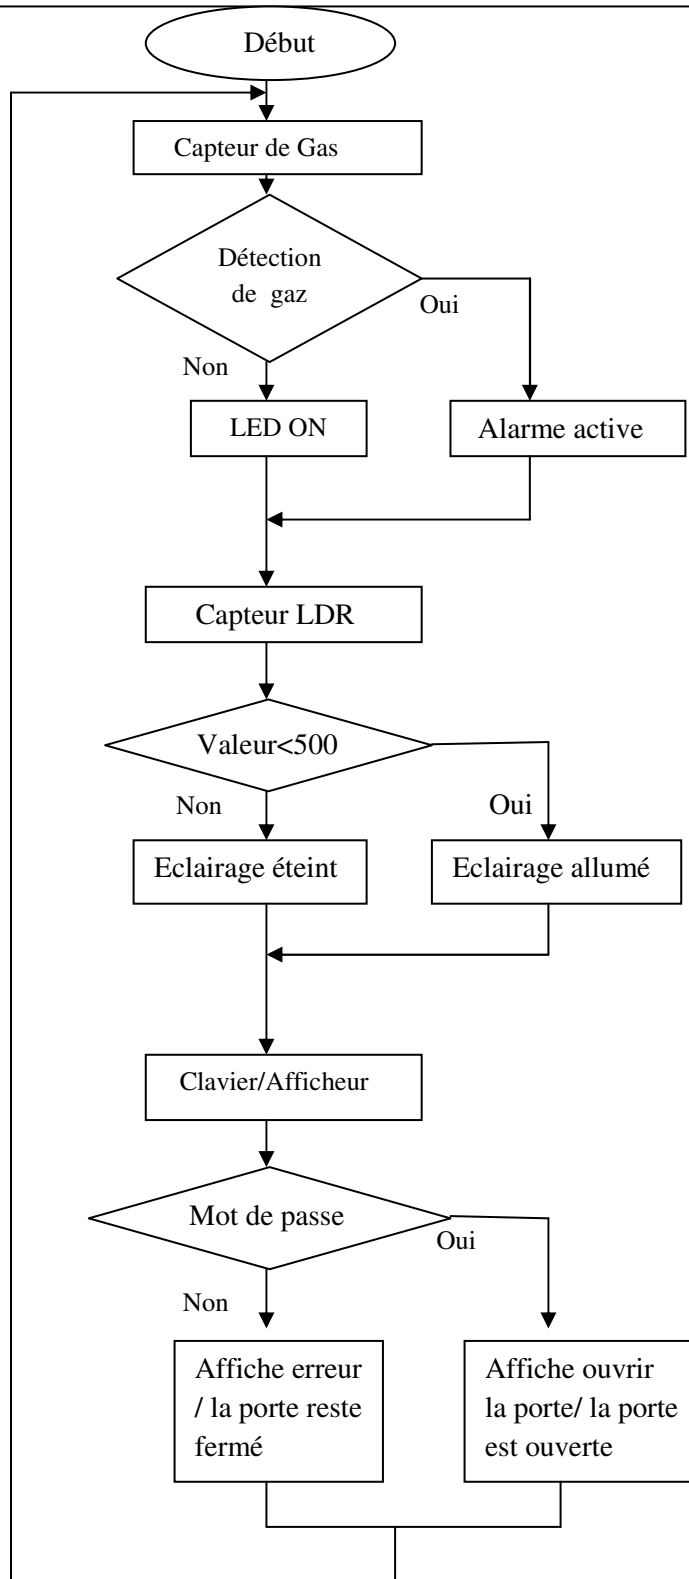 Début
Capteur de Gas
Détection
de gaz
Oui
Non
LED ON
Alarme active
Capteur LDR
Valeur<500
Non
Oui
Eclairage éteint
Eclairage allumé
Clavier/Afficheur
Mot de passe
Oui
Non
Affiche erreur
/ la porte reste
fermé
Affiche ouvrir
la porte/ la porte
est ouverte